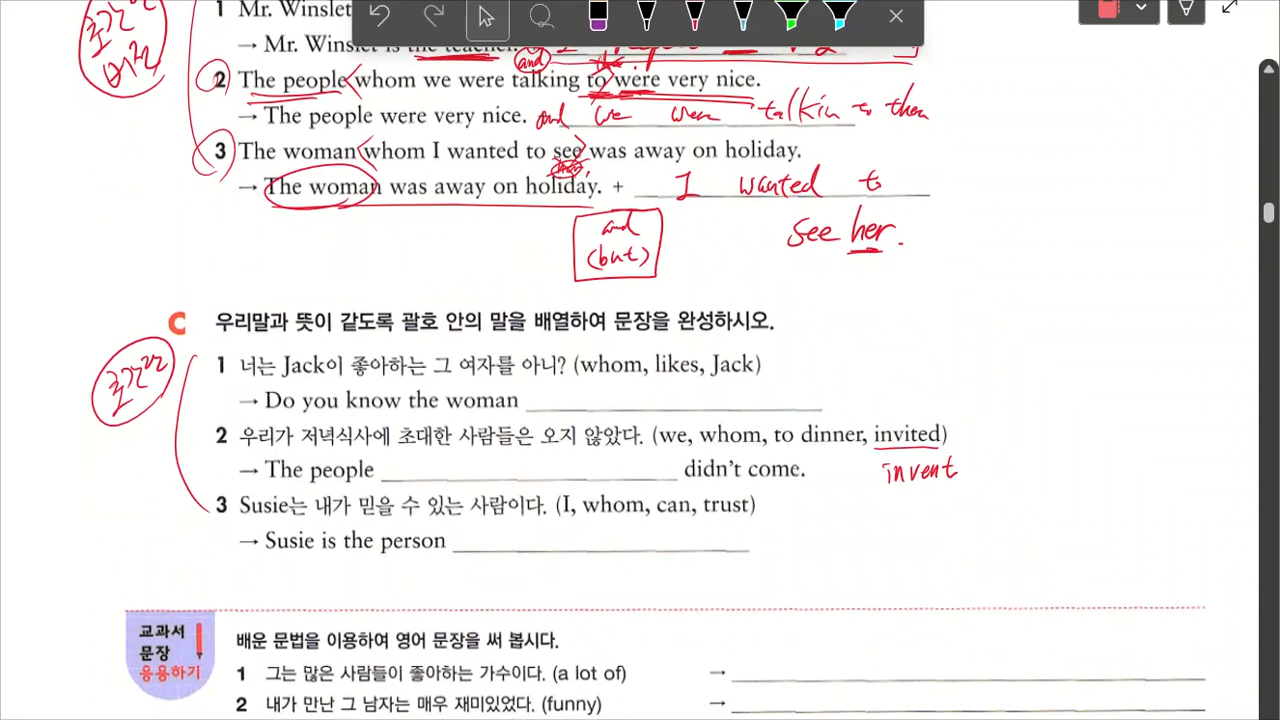 1 Mr. Winslet
→ Mr. Winslet is the teacher.
and
2 The people whom we were talking to were very nice.
→ The people were very nice. and we were talkin to them
3 The woman whom I wanted to see was away on holiday.
→ The woman was away on holiday. + I wanted to
see her.
and
(but)
C 우리말과 뜻이 같도록 괄호 안의 말을 배열하여 문장을 완성하시오.
1 너는 Jack이 좋아하는 그 여자를 아니? (whom, likes, Jack)
→ Do you know the woman
2 우리가 저녁식사에 초대한 사람들은 오지 않았다. (we, whom, to dinner, invited)
→ The people didn't come.
invent
3 Susie는 내가 믿을 수 있는 사람이다. (I, whom, can, trust)
→ Susie is the person
교과서
문장
응용하기
배운 문법을 이용하여 영어 문장을 써 봅시다.
1 그는 많은 사람들이 좋아하는 가수이다. (a lot of) →
2 내가 만난 그 남자는 매우 재미있었다. (funny) →